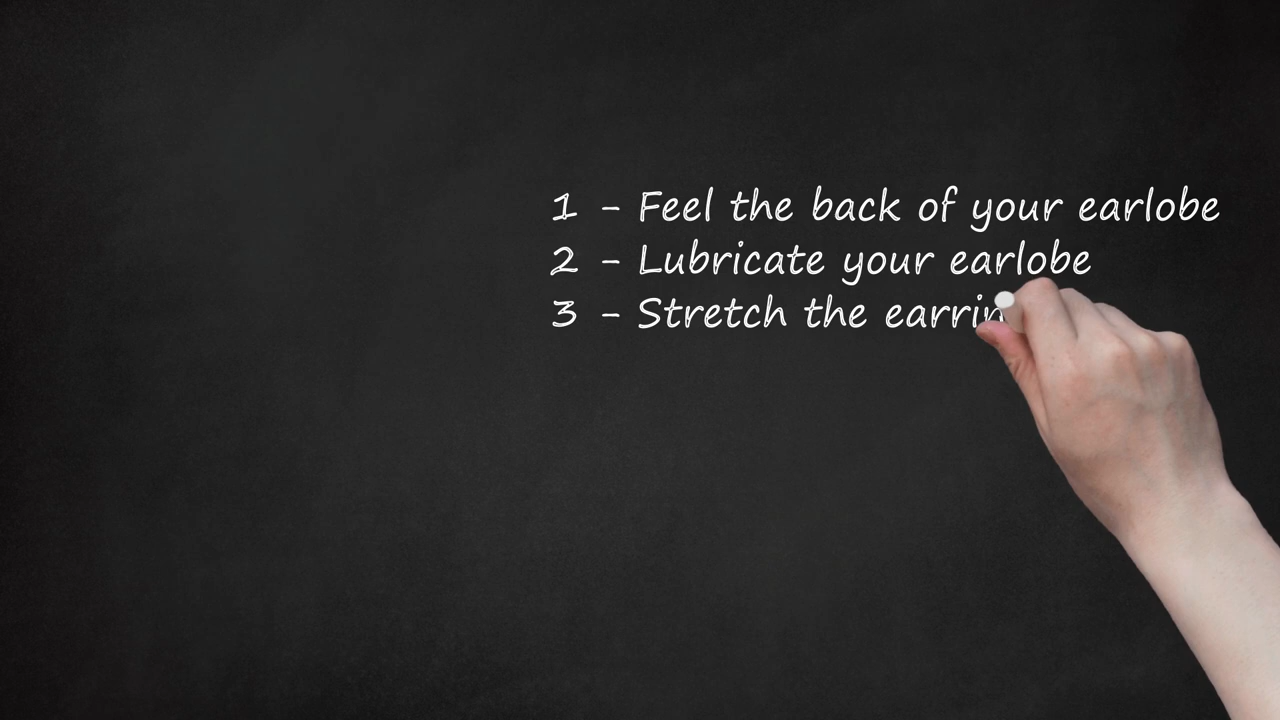 1 - Feel the back of your earlobe
2 - Lubricate your earlobe
3 - Stretch the earrin